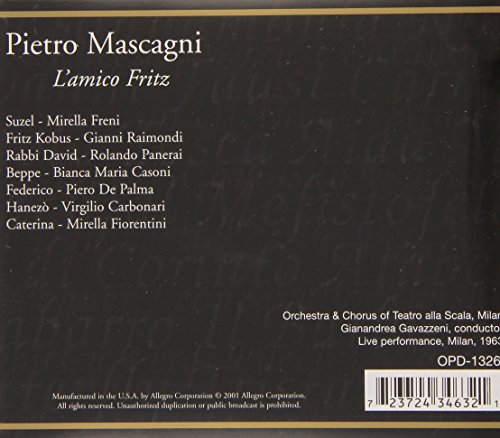 Pietro Mascagni
L'amico Fritz
Suzel - Mirella Freni
Fritz Kobus - Gianni Raimondi
Rabbi David - Rolando Panerai
Beppe - Bianca Maria Casoni
Federico - Piero De Palma
Hanezò - Virgilio Carbonari
Caterina - Mirella Fiorentini
Orchestra & Chorus of Teatro alla Scala, Milan
Gianandrea Gavazzeni, conducto
Live performance, Milan, 1963
OPD-1326
Manufactured in the U.S.A. by Allegro Corporation © 2001 Allegro Corporation.
All rights reserved. Unauthorized duplication or public broadcast is prohibited.
7 23724 34632 1